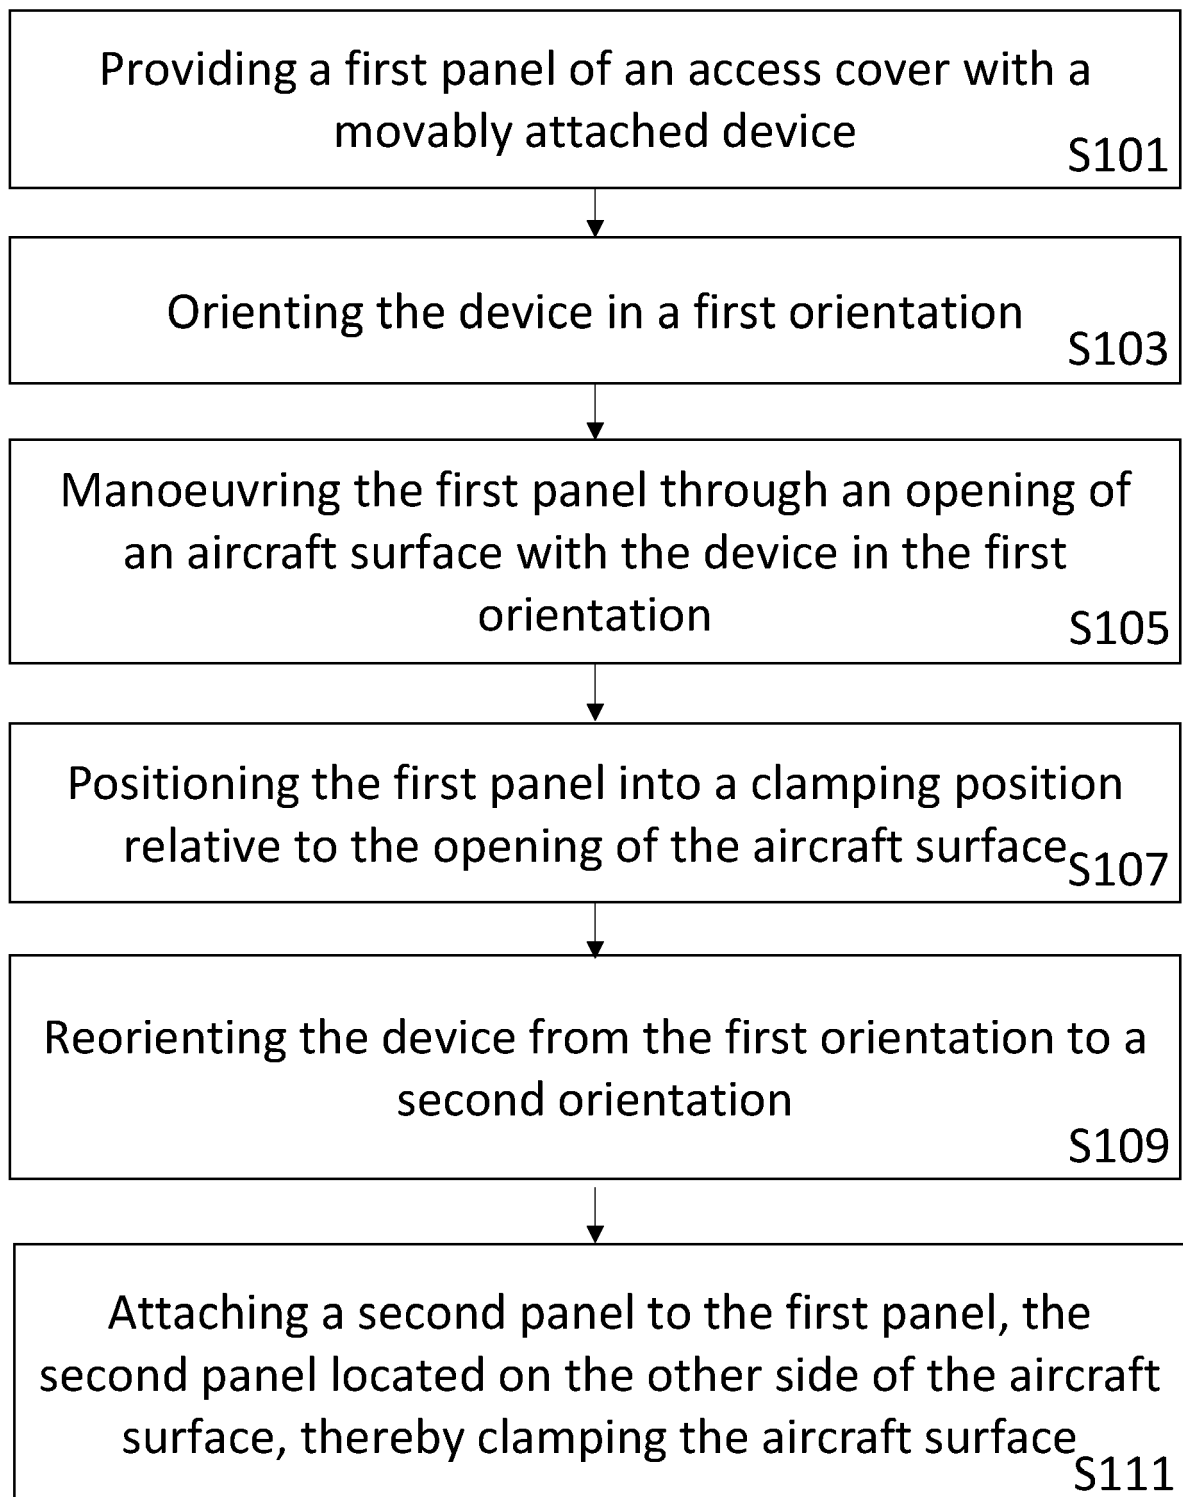 Providing a first panel of an access cover with a
movably attached device
S101
Orienting the device in a first orientation
S103
Manoeuvring the first panel through an opening of
an aircraft surface with the device in the first
orientation
S105
Positioning the first panel into a clamping position
relative to the opening of the aircraft surface
S107
Reorienting the device from the first orientation to a
second orientation
S109
Attaching a second panel to the first panel, the
second panel located on the other side of the aircraft
surface, thereby clamping the aircraft surface
S111